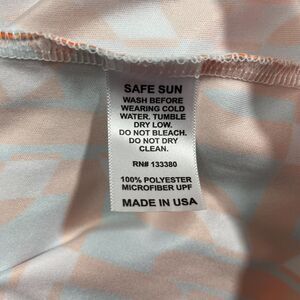 SAFE SUN
WASH BEFORE
WEARING COLD
WATER. TUMBLE
DRY LOW.
DO NOT BLEACH.
DO NOT DRY
CLEAN.
RN# 133380
100% POLYESTER
MICROFIBER UPF
MADE IN USA